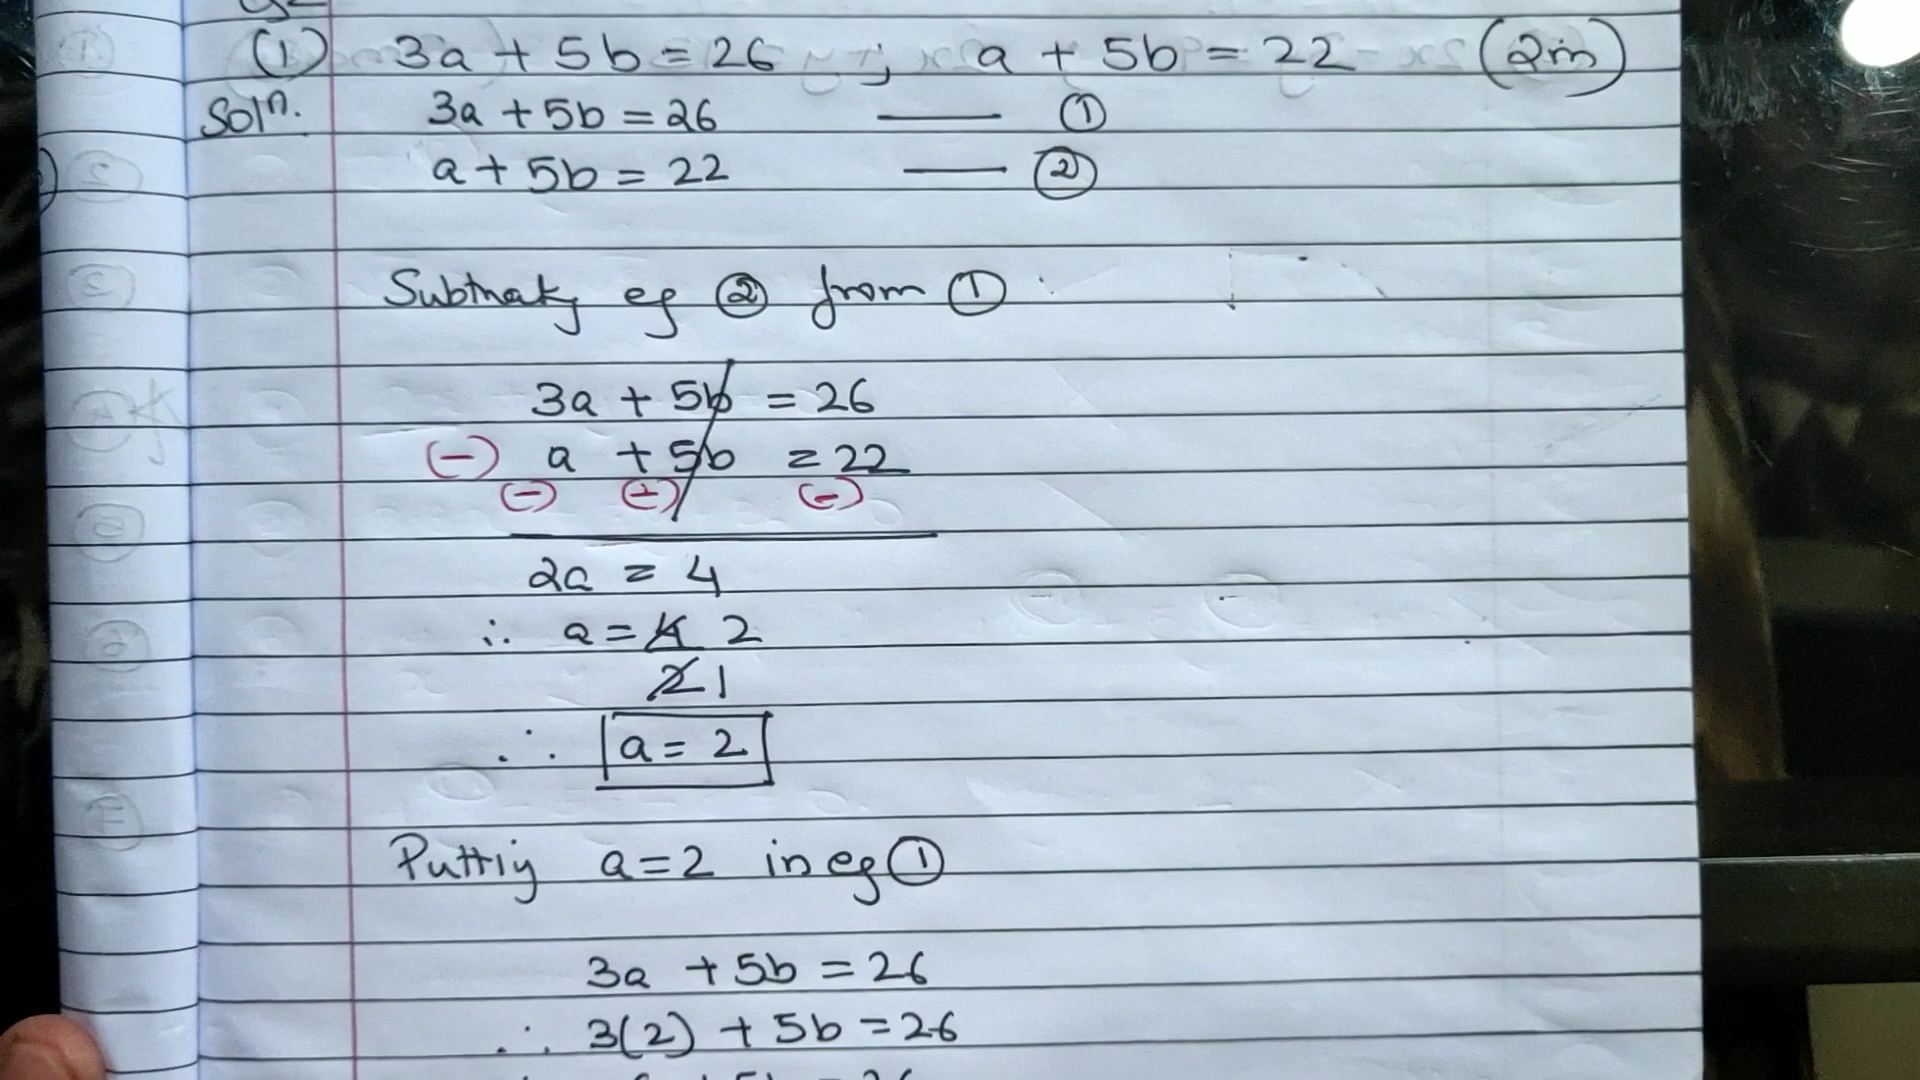 (1) 3a + 5b = 26 ; a + 5b = 22 (2m)
Soln. 3a + 5b = 26 —— ①
a + 5b = 22 —— ②
Subtraty eq ② from ①
3a + 5b = 26
(-) a + 5b = 22
(-) (-) (-)
2a = 4
∴ a = 4 2
2 1
∴ a = 2
Puttiy a = 2 in eq ①
3a + 5b = 26
∴ 3(2) + 5b = 26